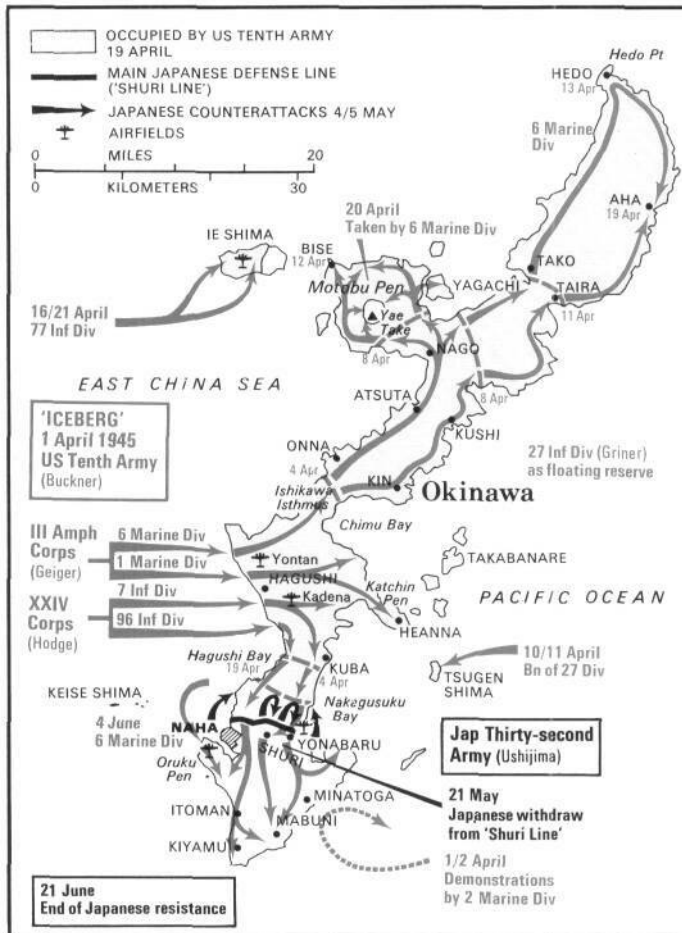 OCCUPIED BY US TENTH ARMY
19 APRIL
MAIN JAPANESE DEFENSE LINE
('SHURI LINE')
JAPANESE COUNTERATTACKS 4/5 MAY
AIRFIELDS
0 MILES 20
0 KILOMETERS 30
Hedo Pt
HEDO
13 Apr
6 Marine
Div
AHA
19 Apr
20 April
Taken by 6 Marine Div
IE SHIMA
BISE
12 Apr
TAKO
Motobu Pen
YAGACHI
TAIRA
11 Apr
16/21 April
77 Inf Div
Yae
Take
8 Apr
NAGO
8 Apr
EAST CHINA SEA
ATSUTA
KUSHI
'ICEBERG'
1 April 1945
US Tenth Army
(Buckner)
ONNA
4 Apr
27 Inf Div (Griner)
as floating reserve
KIN
Okinawa
Ishikawa
Isthmus
Chimu Bay
III Amph
Corps
(Geiger)
6 Marine Div
1 Marine Div
Yontan
HAGUSHI
TAKABANARE
XXIV
Corps
(Hodge)
7 Inf Div
96 Inf Div
Kadena
Katchin
Pen
HEANNA
PACIFIC OCEAN
Hagushi Bay
19 Apr
KUBA
4 Apr
10/11 April
Bn of 27 Div
TSUGEN
SHIMA
KEISE SHIMA
Nakagusuku
Bay
4 June
6 Marine Div
NAHA
SHURI
YONABARU
Jap Thirty-second
Army (Ushijima)
Oruku
Pen
21 May
Japanese withdraw
from 'Shuri Line'
ITOMAN
MINATOGA
MABUNI
KIYAMU
1/2 April
Demonstrations
by 2 Marine Div
21 June
End of Japanese resistance